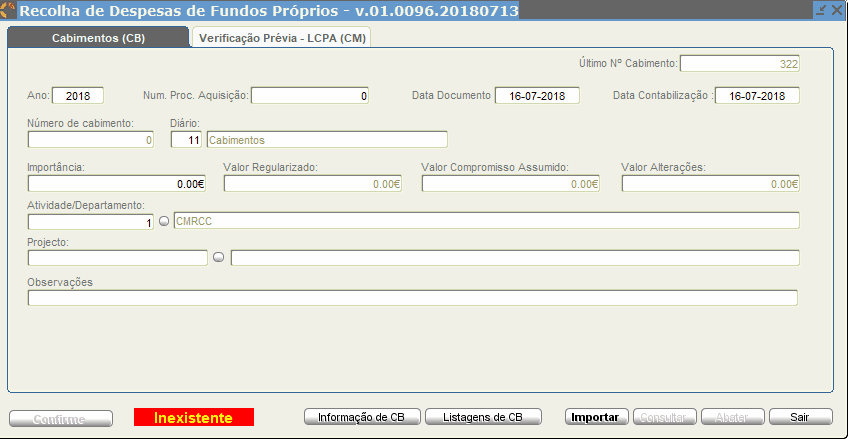 Recolha de Despesas de Fundos Próprios - v.01.0096.20180713
Cabimentos (CB) Verificação Prévia - LCPA (CM)
Último Nº Cabimento: 322
Ano: 2018 Num. Proc. Aquisição: 0 Data Documento 16-07-2018 Data Contabilização : 16-07-2018
Número de cabimento: Diário:
0 11 Cabimentos
Importância: Valor Regularizado: Valor Compromisso Assumido: Valor Alterações:
0.00€ 0.00€ 0.00€ 0.00€
Atividade/Departamento:
1 CMRCC
Projecto:
Observações
Confirme Inexistente Informação de CB Listagens de CB Importar Consultar Abater Sair